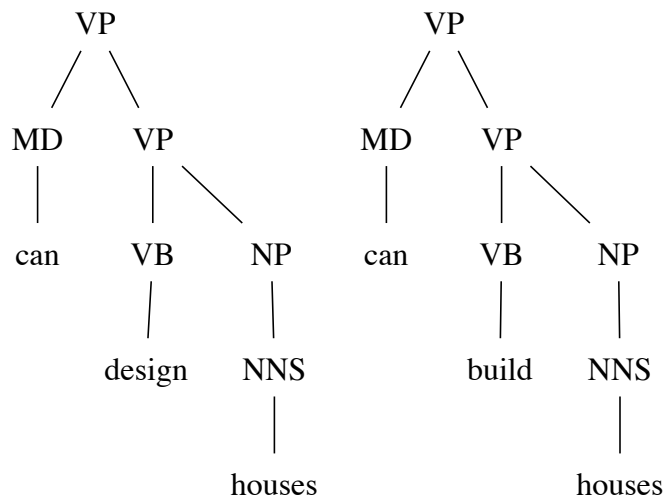 VP VP
MD VP MD VP
can VB NP can VB NP
design NNS build NNS
houses houses